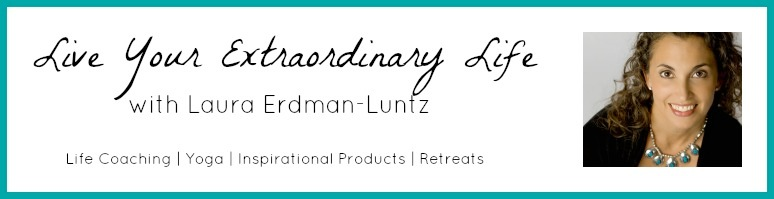 Live Your Extraordinary Life
with Laura Erdman-Luntz
Life Coaching | Yoga | Inspirational Products | Retreats